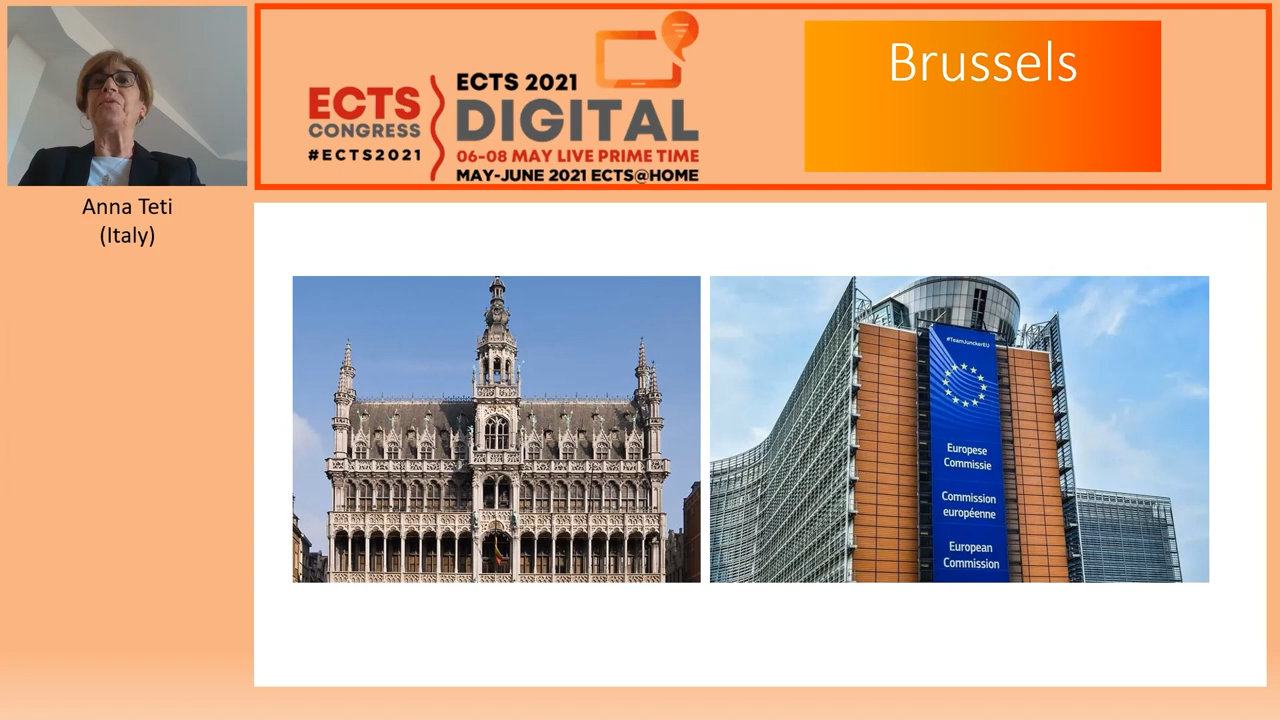 Anna Teti
(Italy)
ECTS
CONGRESS
#ECTS2021
ECTS 2021
DIGITAL
06-08 MAY LIVE PRIME TIME
MAY-JUNE 2021 ECTS@HOME
Brussels
#TeamJunckerEU
Europese
Commissie
Commission
européenne
European
Commission